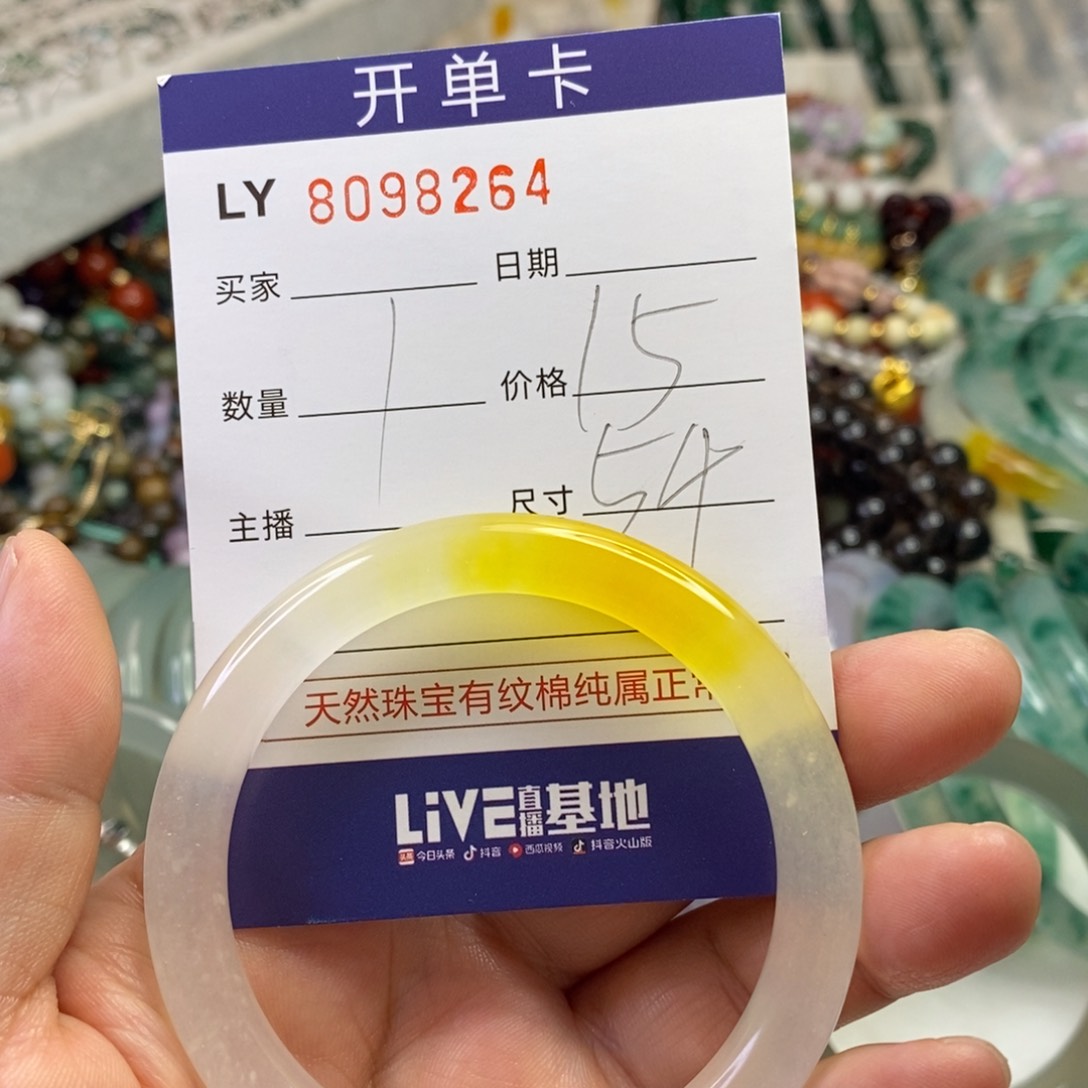 开单卡
LY 8098264
买家 日期
数量 1 价格 15
主播 尺寸 54
天然珠宝有纹棉纯属正常
LiVE直播基地
今日头条 抖音 西瓜视频 抖音火山版